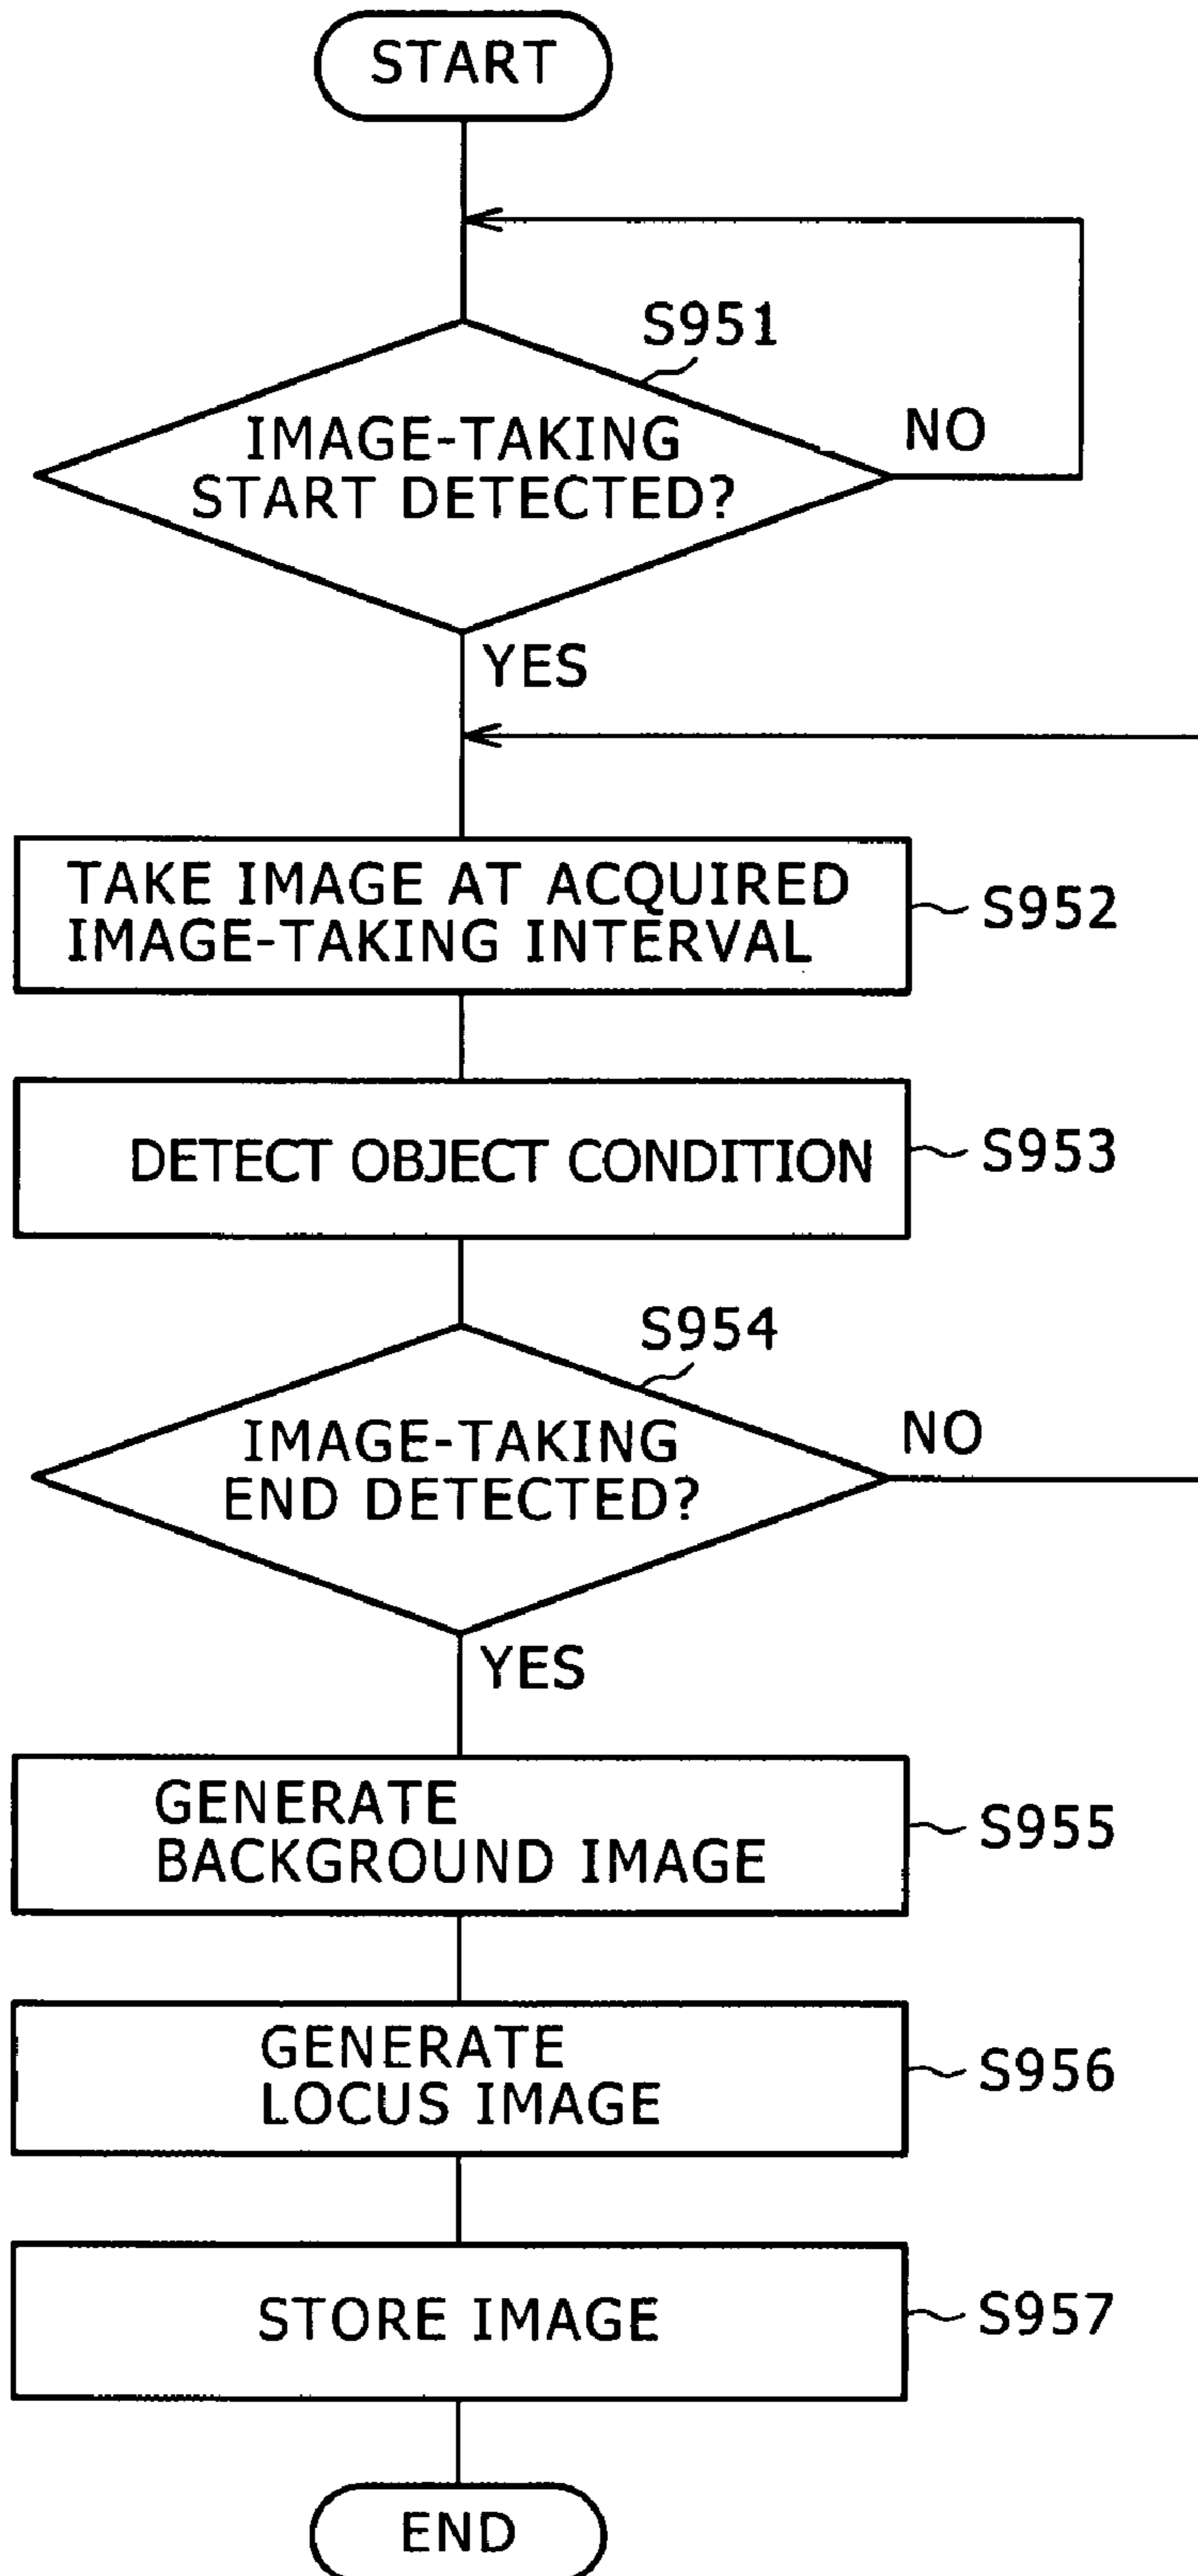 START
S951
IMAGE-TAKING
START DETECTED?
NO
YES
TAKE IMAGE AT ACQUIRED
IMAGE-TAKING INTERVAL
S952
DETECT OBJECT CONDITION
S953
S954
IMAGE-TAKING
END DETECTED?
NO
YES
GENERATE
BACKGROUND IMAGE
S955
GENERATE
LOCUS IMAGE
S956
STORE IMAGE
S957
END